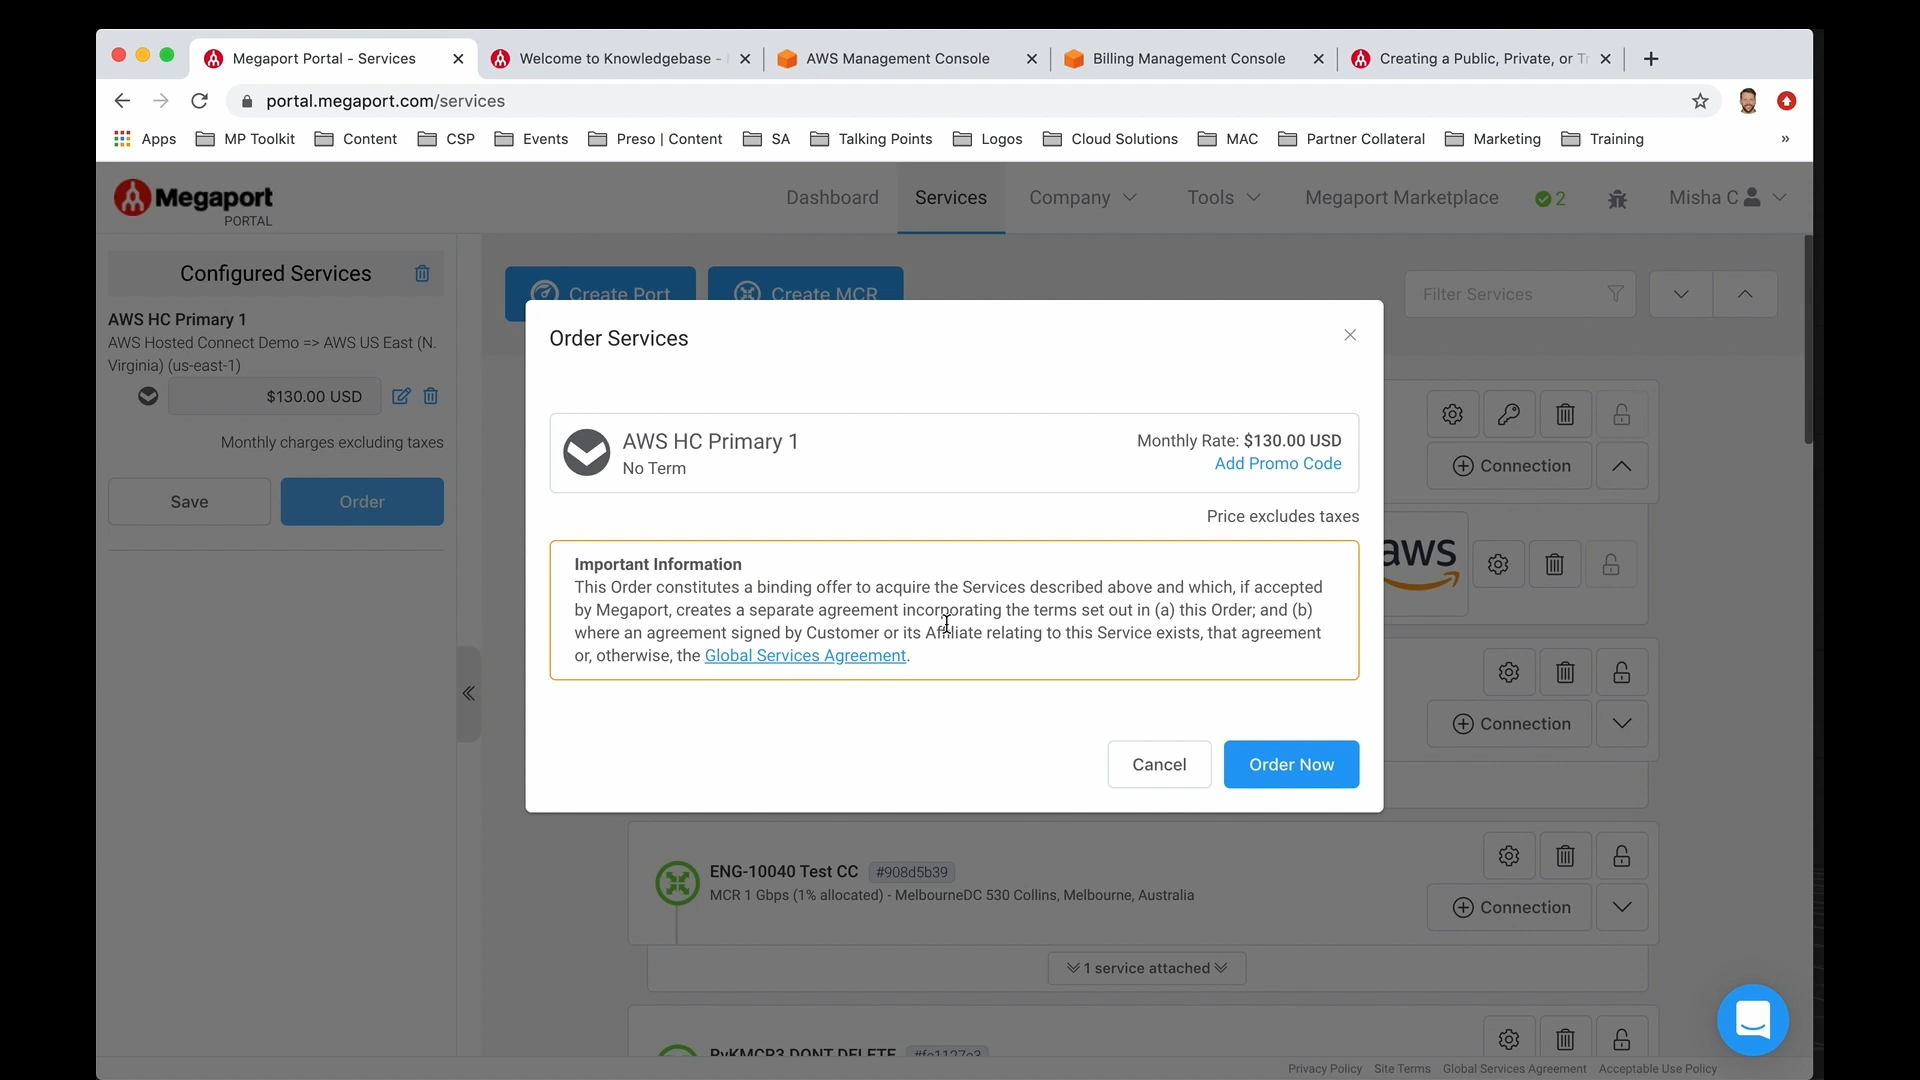 Megaport Portal - Services
Welcome to Knowledgebase -
AWS Management Console
Billing Management Console
Creating a Public, Private, or Tr
portal.megaport.com/services
Apps
MP Toolkit
Content
CSP
Events
Preso | Content
SA
Talking Points
Logos
Cloud Solutions
MAC
Partner Collateral
Marketing
Training
»
Megaport
PORTAL
Dashboard
Services
Company
Tools
Megaport Marketplace
2
Misha C
Configured Services
AWS HC Primary 1
AWS Hosted Connect Demo => AWS US East (N.
Virginia) (us-east-1)
$130.00 USD
Monthly charges excluding taxes
Save
Order
Create Port
Create MCR
Filter Services
Order Services
AWS HC Primary 1
No Term
Monthly Rate: $130.00 USD
Add Promo Code
Price excludes taxes
Important Information
This Order constitutes a binding offer to acquire the Services described above and which, if accepted
by Megaport, creates a separate agreement incorporating the terms set out in (a) this Order; and (b)
where an agreement signed by Customer or its Affiliate relating to this Service exists, that agreement
or, otherwise, the Global Services Agreement.
Cancel
Order Now
Connection
aws
Connection
ENG-10040 Test CC #908d5b39
MCR 1 Gbps (1% allocated) - MelbourneDC 530 Collins, Melbourne, Australia
Connection
1 service attached
PyKMCR3 DONT DELETE
Privacy Policy
Site Terms
Global Services Agreement
Acceptable Use Policy